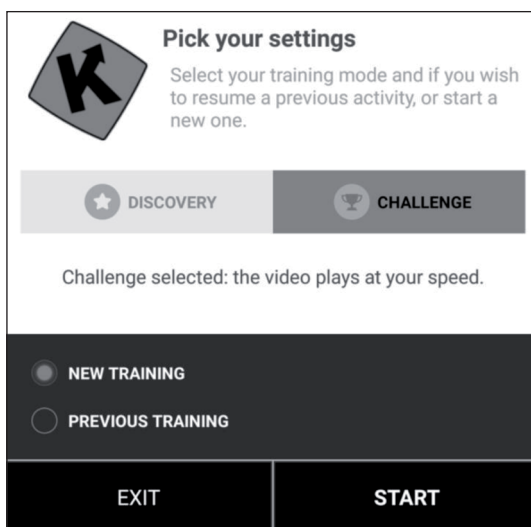 Pick your settings
Select your training mode and if you wish
to resume a previous activity, or start a
new one.
DISCOVERY
CHALLENGE
Challenge selected: the video plays at your speed.
NEW TRAINING
PREVIOUS TRAINING
EXIT
START